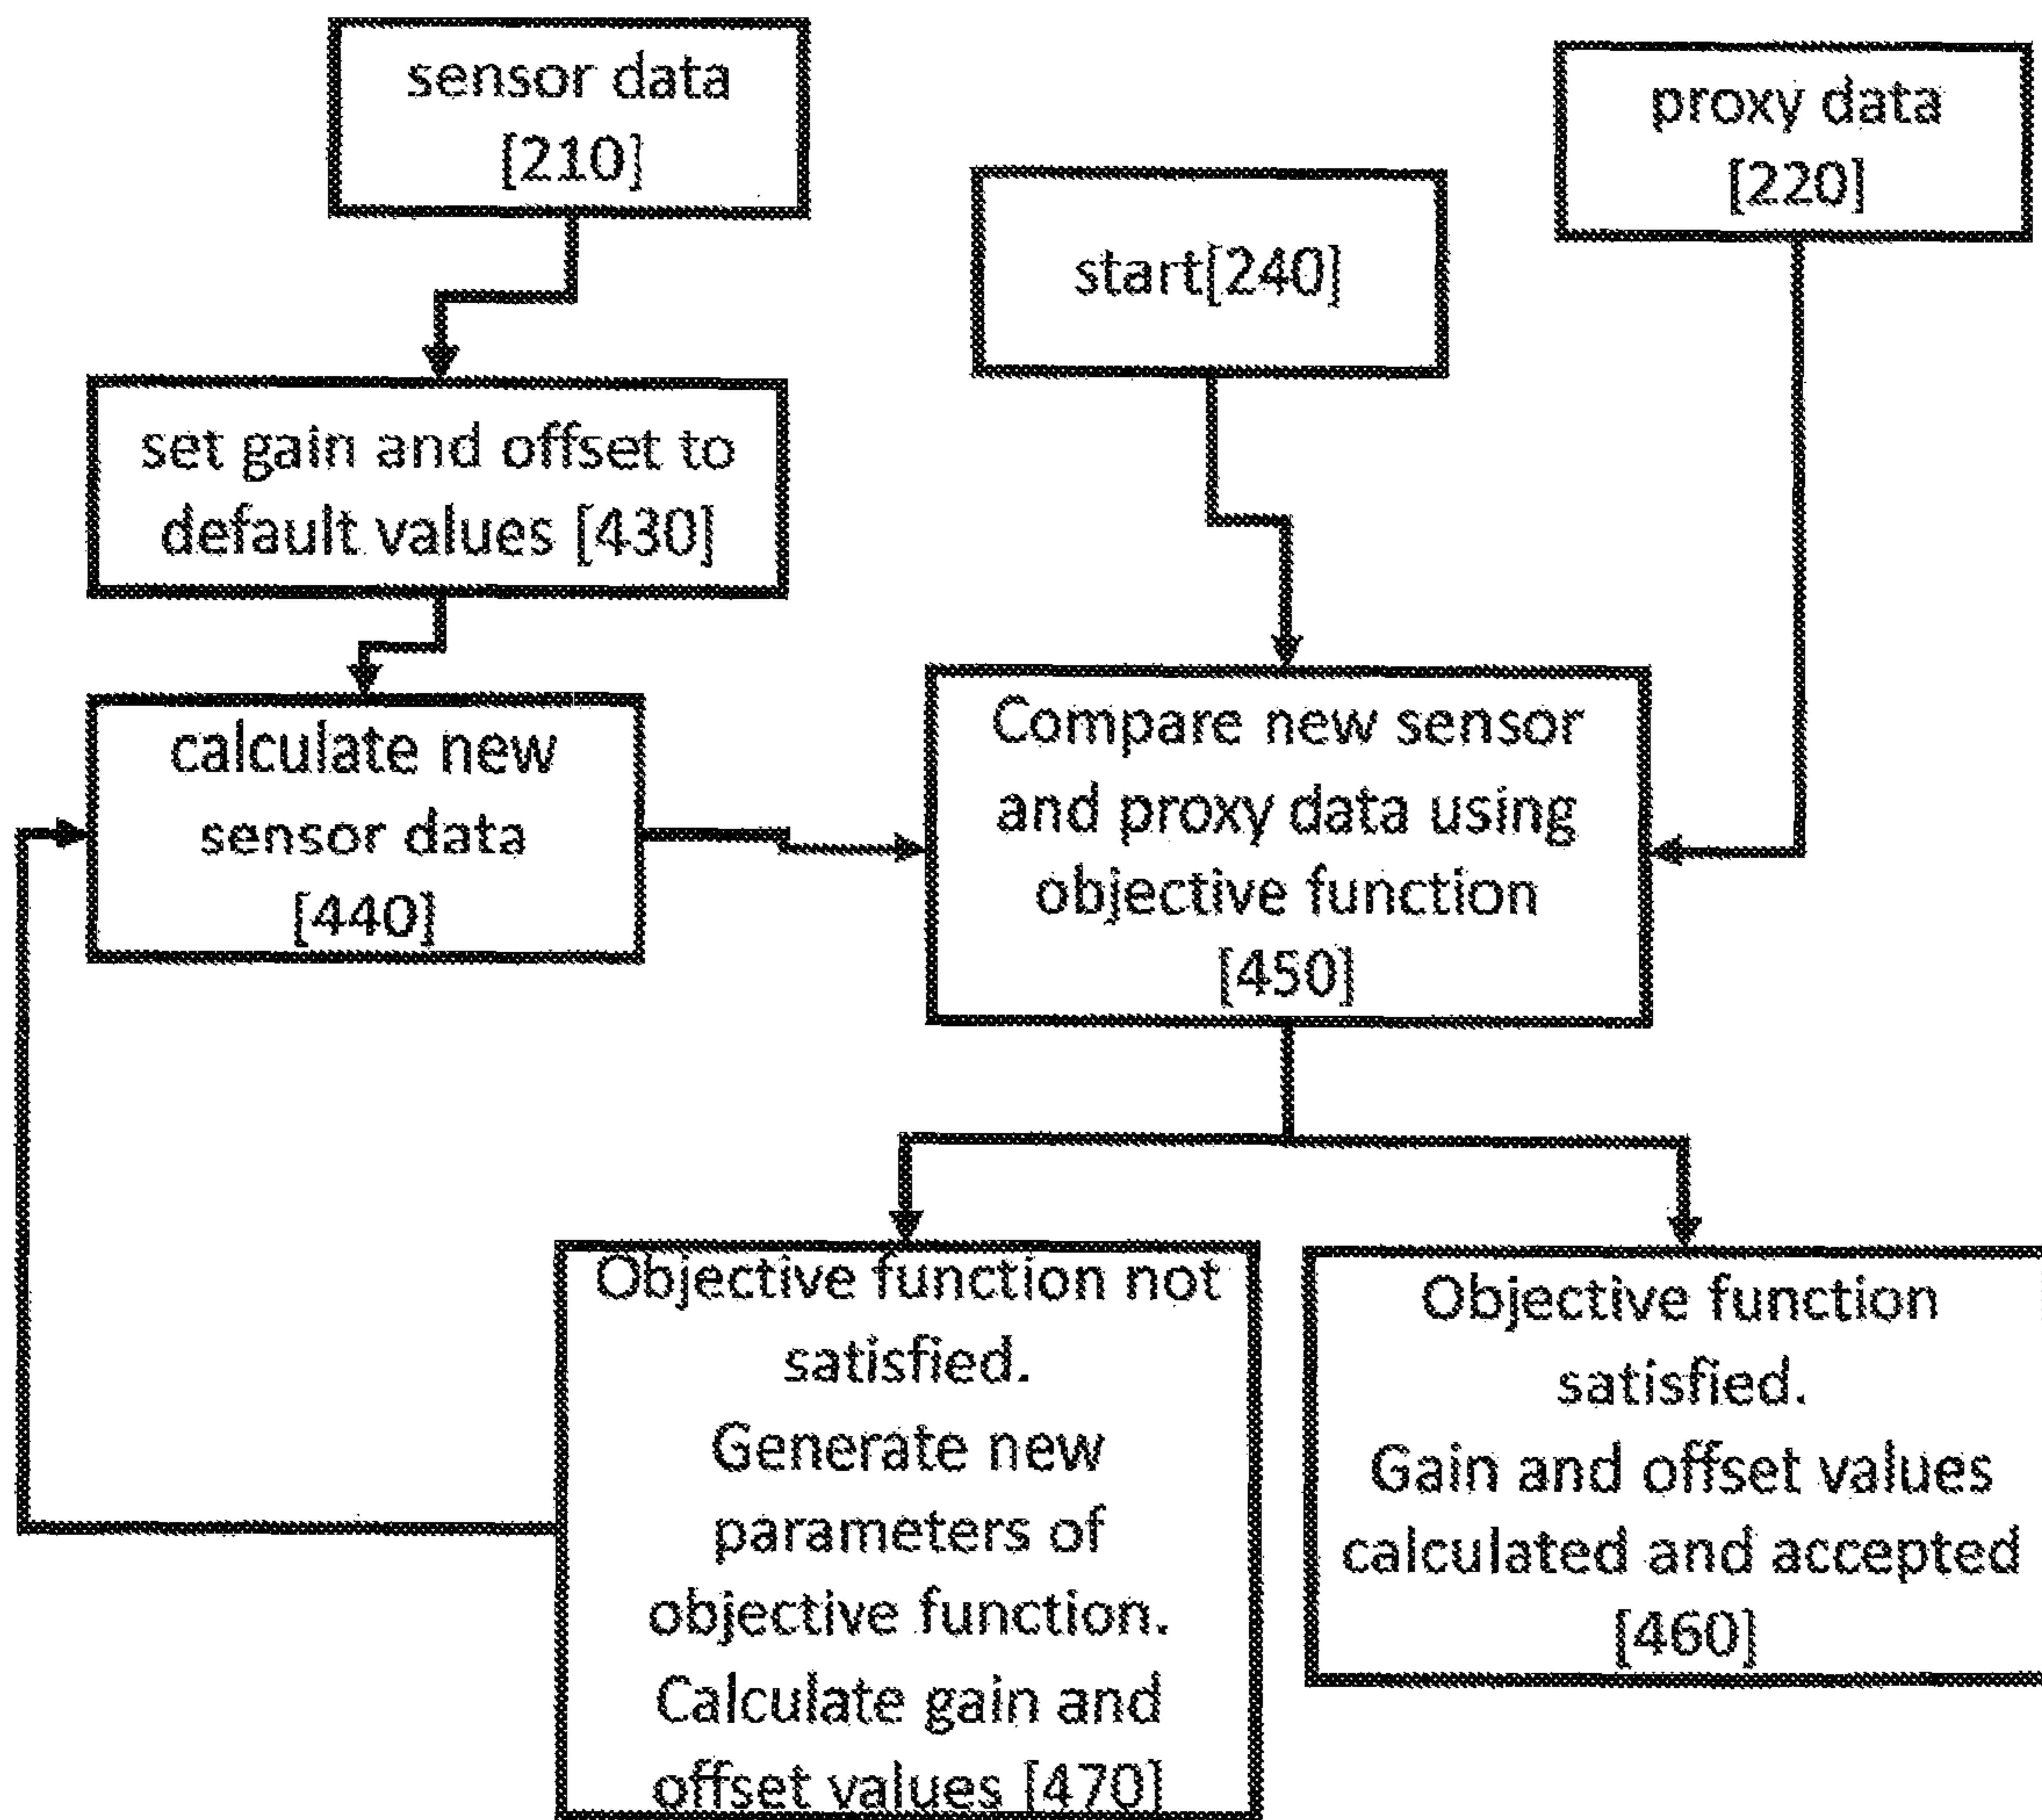 sensor data
[210]
proxy data
[220]
start[240]
set gain and offset to
default values [430]
calculate new
sensor data
[440]
Compare new sensor
and proxy data using
objective function
[450]
Objective function not
satisfied.
Generate new
parameters of
objective function.
Calculate gain and
offset values [470]
Objective function
satisfied.
Gain and offset values
calculated and accepted
[460]